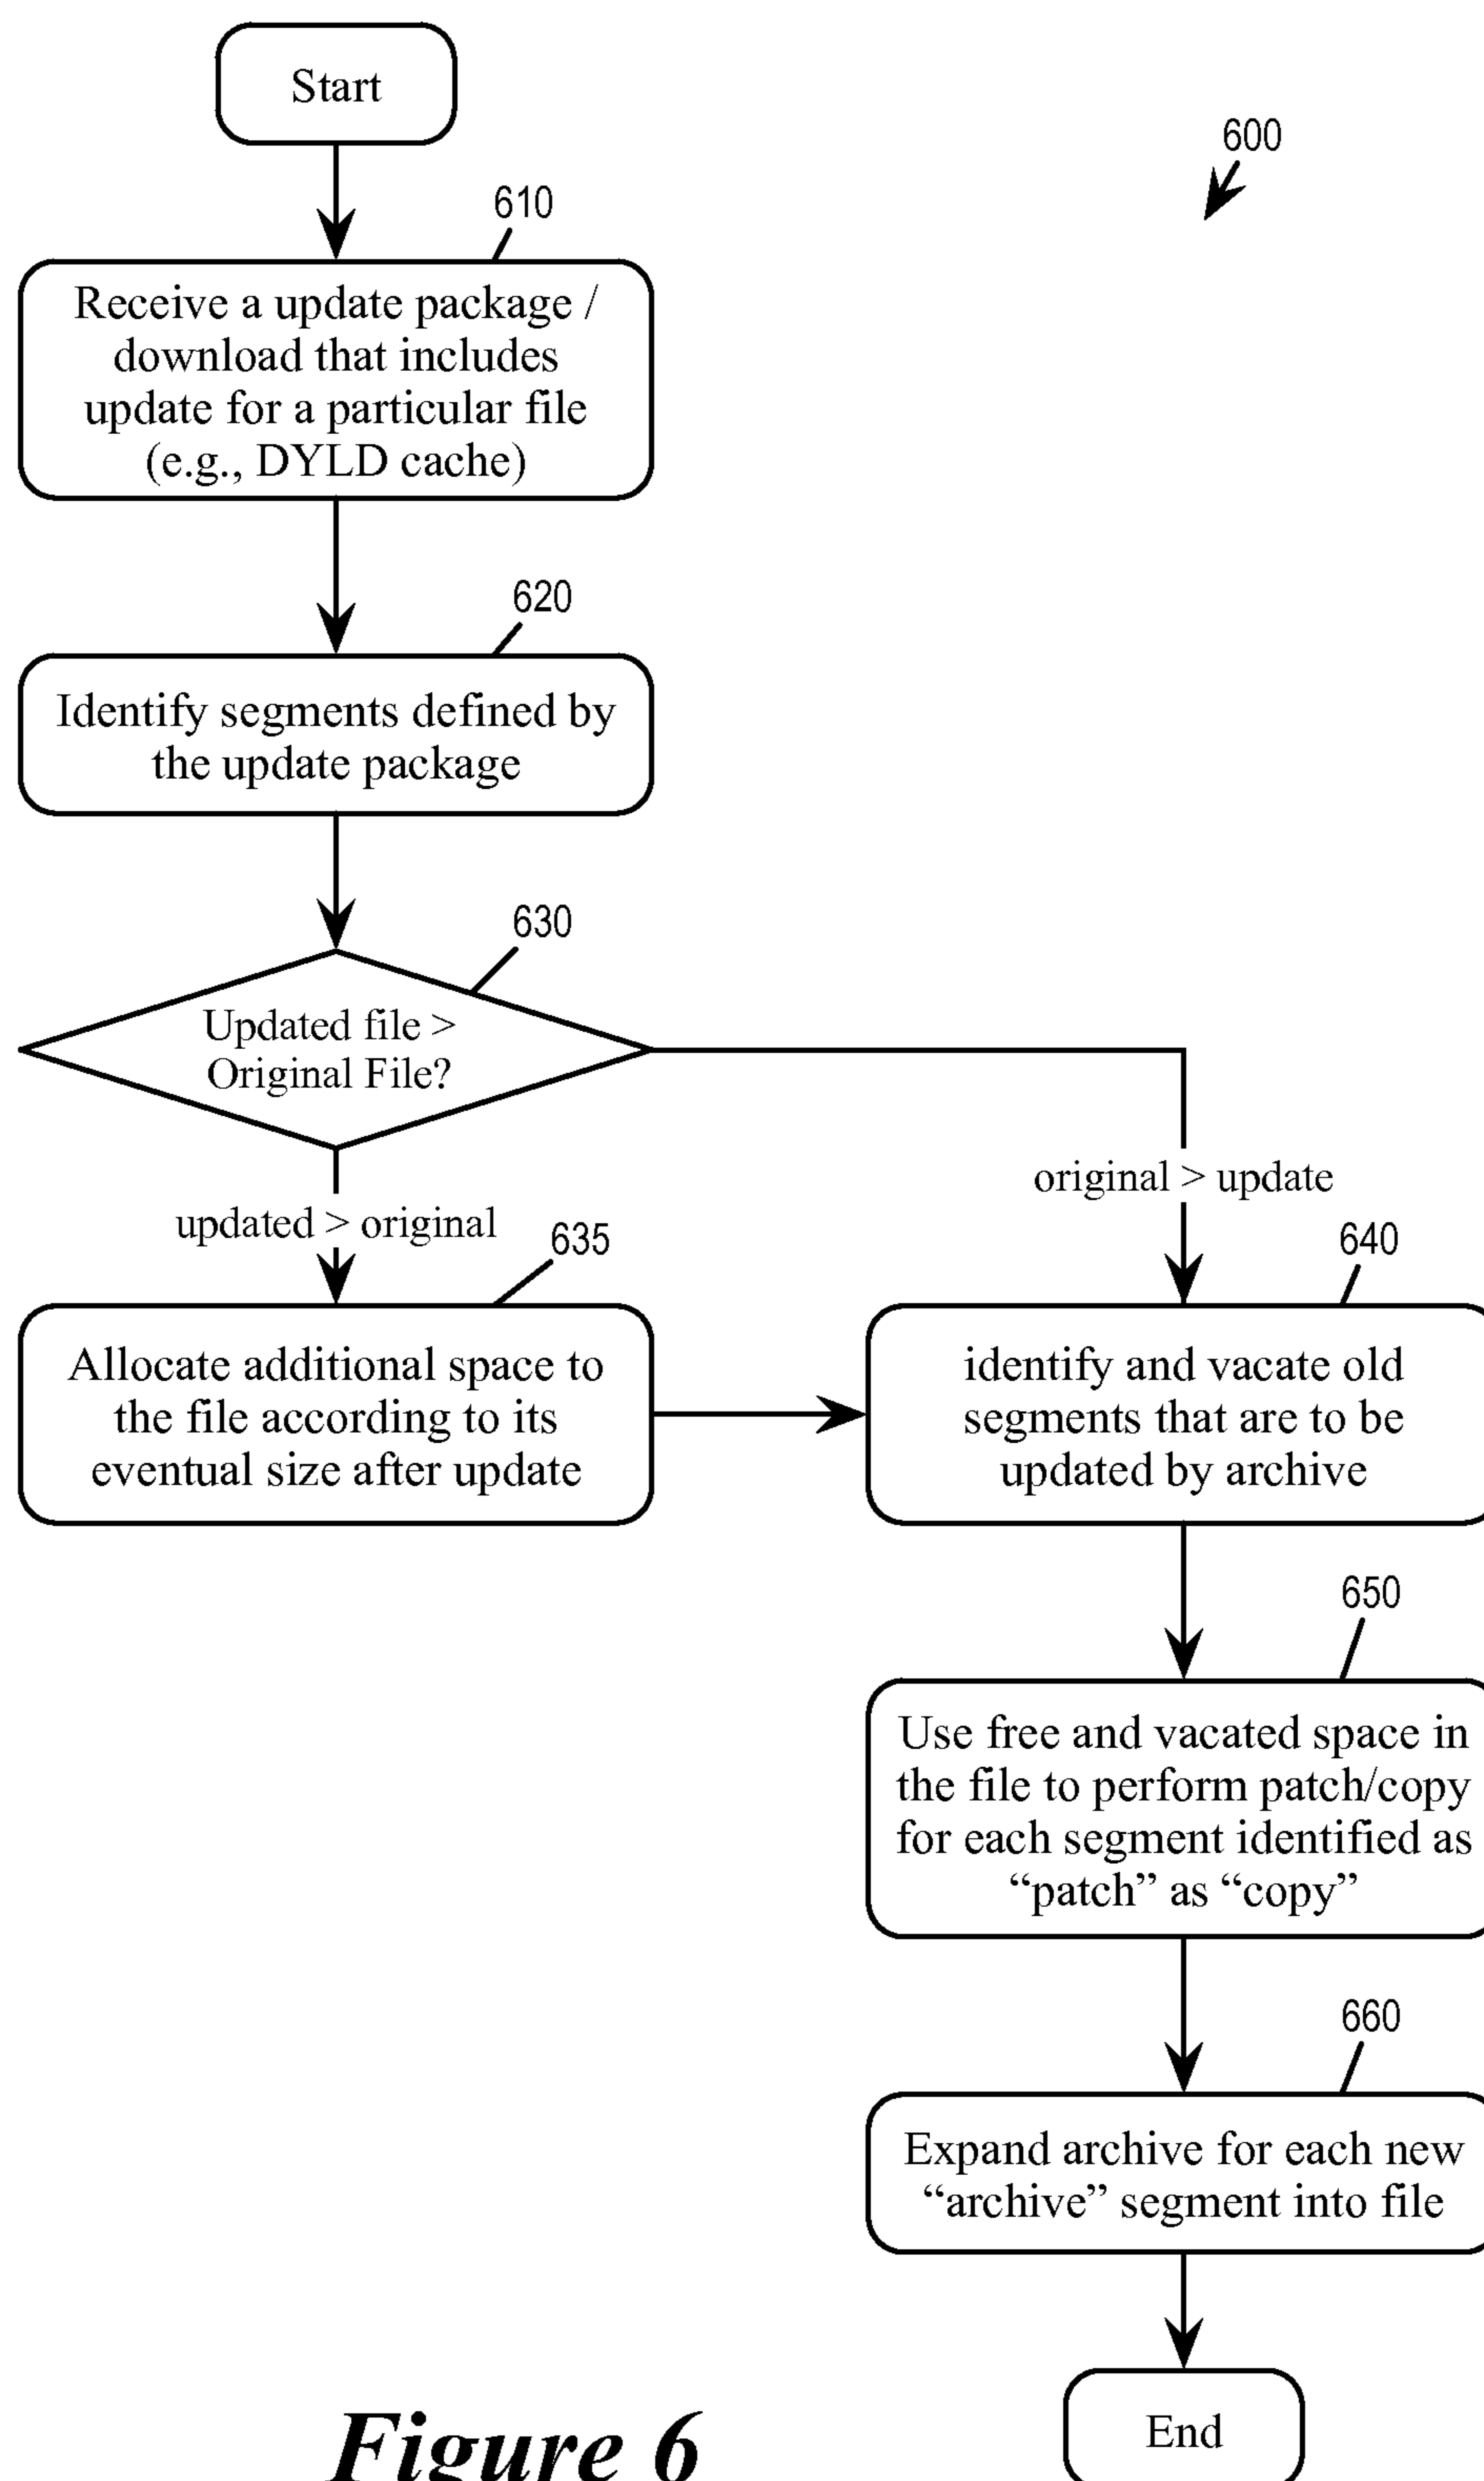 Start
600
610
Receive a update package /
download that includes
update for a particular file
(e.g., DYLD cache)
620
Identify segments defined by
the update package
630
Updated file >
Original File?
updated > original
original > update
635
Allocate additional space to
the file according to its
eventual size after update
640
identify and vacate old
segments that are to be
updated by archive
650
Use free and vacated space in
the file to perform patch/copy
for each segment identified as
“patch” as “copy”
660
Expand archive for each new
“archive” segment into file
End
Figure 6